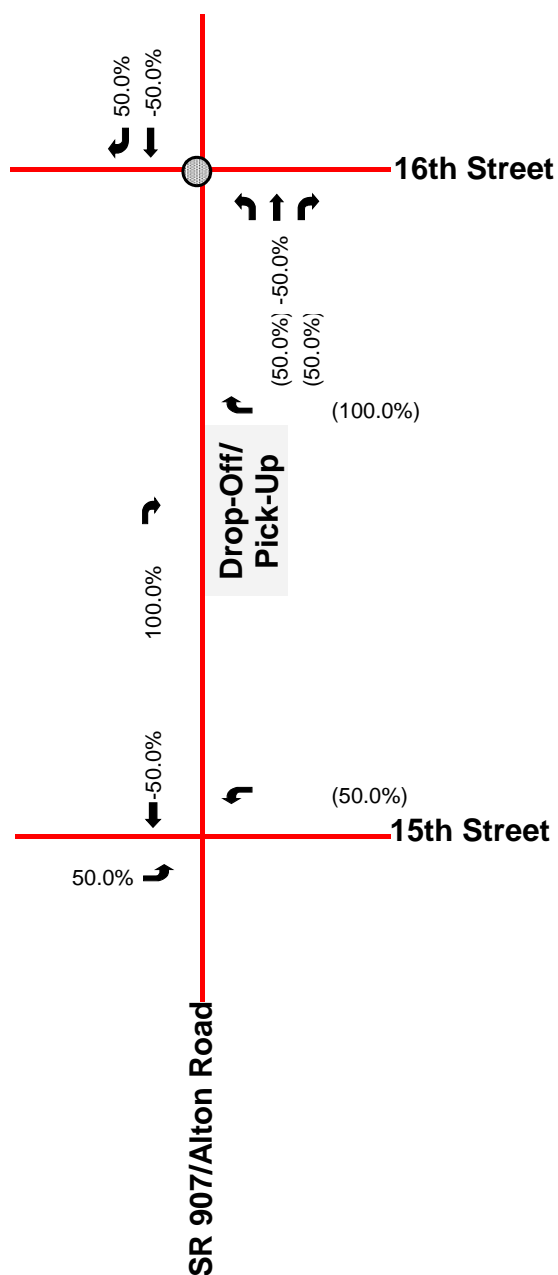 50.0%
-50.0%
16th Street
(50.0%) -50.0%
(50.0%)
(100.0%)
Drop-Off/
Pick-Up
100.0%
-50.0%
(50.0%)
15th Street
50.0%
SR 907/Alton Road